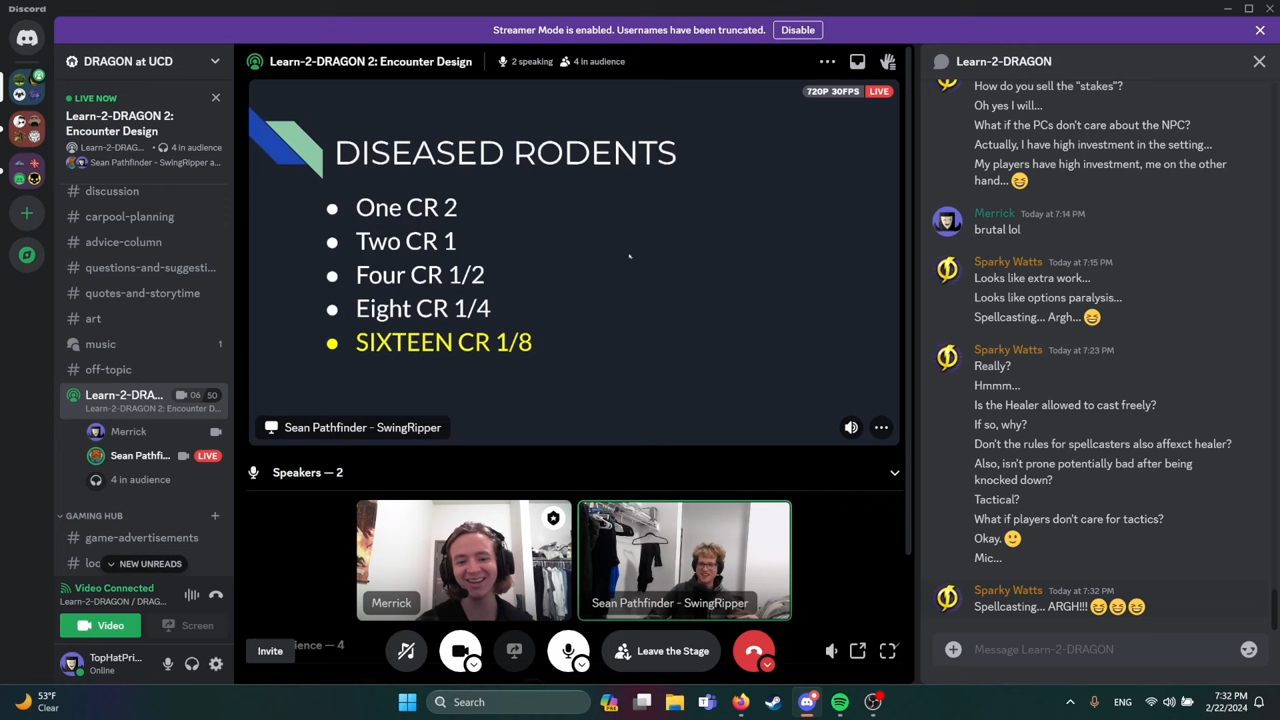 Discord
Streamer Mode is enabled. Usernames have been truncated.
Disable
DRAGON at UCD
LIVE NOW
Learn-2-DRAGON 2:
Encounter Design
Learn-2-DRAGO...
4 in audience
Sean Pathfinder - SwingRipper a...
discussion
carpool-planning
advice-column
questions-and-suggesti...
quotes-and-storytime
art
music
1
off-topic
Learn-2-DRA...
06
50
Learn-2-DRAGON 2: Encounter D...
Merrick
Sean Pathfi...
LIVE
4 in audience
GAMING HUB
game-advertisements
NEW UNREADS
Video Connected
Learn-2-DRAGON / DRAG...
Video
Screen
TopHatPri...
Online
Learn-2-DRAGON 2: Encounter Design
2 speaking
4 in audience
720P 30FPS
LIVE
DISEASED RODENTS
One CR 2
Two CR 1
Four CR 1/2
Eight CR 1/4
SIXTEEN CR 1/8
Sean Pathfinder - SwingRipper
Speakers — 2
Merrick
Sean Pathfinder - SwingRipper
Invite
Leave the Stage
Learn-2-DRAGON
How do you sell the "stakes"?
Oh yes I will...
What if the PCs don't care about the NPC?
Actually, I have high investment in the setting...
My players have high investment, me on the other
hand...
Merrick Today at 7:14 PM
brutal lol
Sparky Watts Today at 7:15 PM
Looks like extra work...
Looks like options paralysis...
Spellcasting... Argh...
Sparky Watts Today at 7:23 PM
Really?
Hmmm...
Is the Healer allowed to cast freely?
If so, why?
Don't the rules for spellcasters also affexct healer?
Also, isn't prone potentially bad after being
knocked down?
Tactical?
What if players don't care for tactics?
Okay.
Mic...
Sparky Watts Today at 7:32 PM
Spellcasting... ARGH!!!
Message Learn-2-DRAGON
53°F
Clear
Search
ENG
7:32 PM
2/22/2024